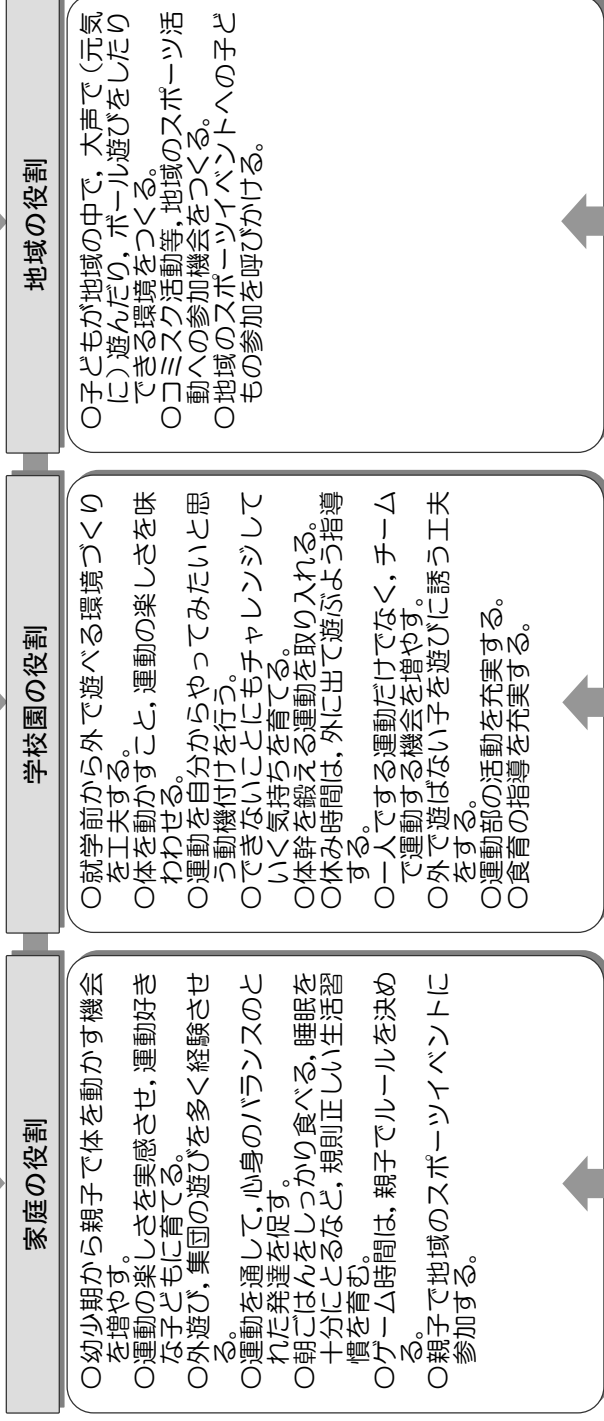 家庭の役割
○幼少期から親子で体を動かす機会
を増やす。
○運動の楽しさを実感させ，運動好き
な子どもに育てる。
○外遊び，集団の遊びを多く経験させ
る。
○運動を通して，心身のバランスのと
れた発達を促す。
○朝ごはんをしっかり食べる，睡眠を
十分にとるなど，規則正しい生活習
慣を育む。
○ゲーム時間は，親子でルールを決め
る。
○親子で地域のスポーツイベントに
参加する。
学校園の役割
○就学前から外で遊べる環境づくり
を工夫する。
○体を動かすこと，運動の楽しさを味
わわせる。
○運動を自分からやってみたいと思
う動機付けを行う。
○できないことにもチャレンジして
いく気持ちを育てる。
○体幹を鍛える運動を取り入れる。
○休み時間は，外に出て遊ぶよう指導
する。
○一人でする運動だけでなく，チーム
で運動する機会を増やす。
○外で遊ばない子を遊びに誘う工夫
をする。
○運動部の活動を充実する。
○食育の指導を充実する。
地域の役割
○子どもが地域の中で，大声で（元気
に）遊んだり，ボール遊びをしたり
できる環境をつくる。
○コミスク活動等，地域のスポーツ活
動への参加機会をつくる。
○地域のスポーツイベントへの子ど
もの参加を呼びかける。